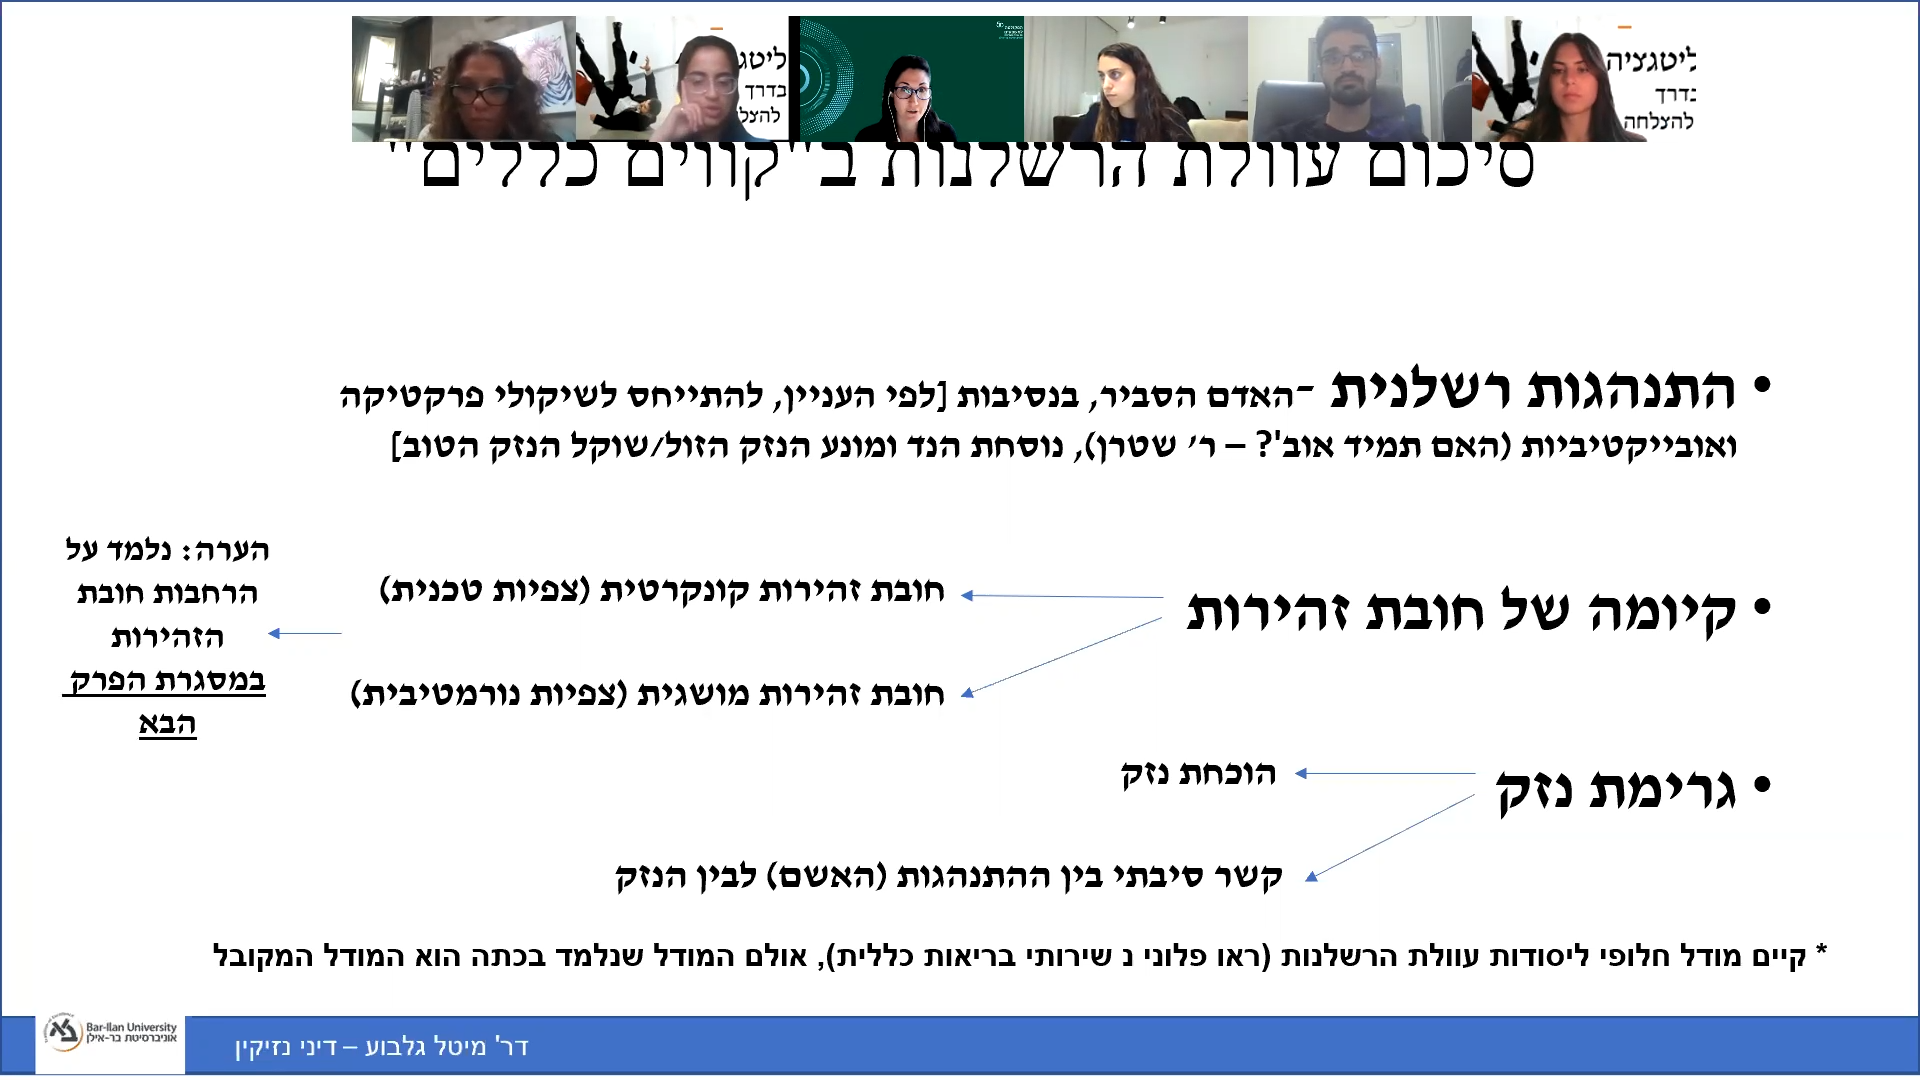 ליטגציה
בדרך
להצלחה
סיכום עוולת הרשלנות ב"קווים כללים"
• התנהגות רשלנית –האדם הסביר, בנסיבות [לפי העניין, להתייחס לשיקולי פרקטיקה
ואובייקטיביות (האם תמיד אוב'? – ר' שטרן), נוסחת הנד ומונע הנזק הזול/שוקל הנזק הטוב]
• קיומה של חובת זהירות
חובת זהירות קונקרטית (צפיות טכנית)
חובת זהירות מושגית (צפיות נורמטיבית)
הערה: נלמד על
הרחבות חובת
הזהירות
במסגרת הפרק
הבא
• גרימת נזק
הוכחת נזק
קשר סיבתי בין ההתנהגות (האשם) לבין הנזק
* קיים מודל חלופי ליסודות עוולת הרשלנות (ראו פלוני נ שירותי בריאות כללית), אולם המודל שנלמד בכתה הוא המודל המקובל
דר' מיטל גלבוע – דיני נזיקין
Bar-Ilan University
אוניברסיטת בר-אילן